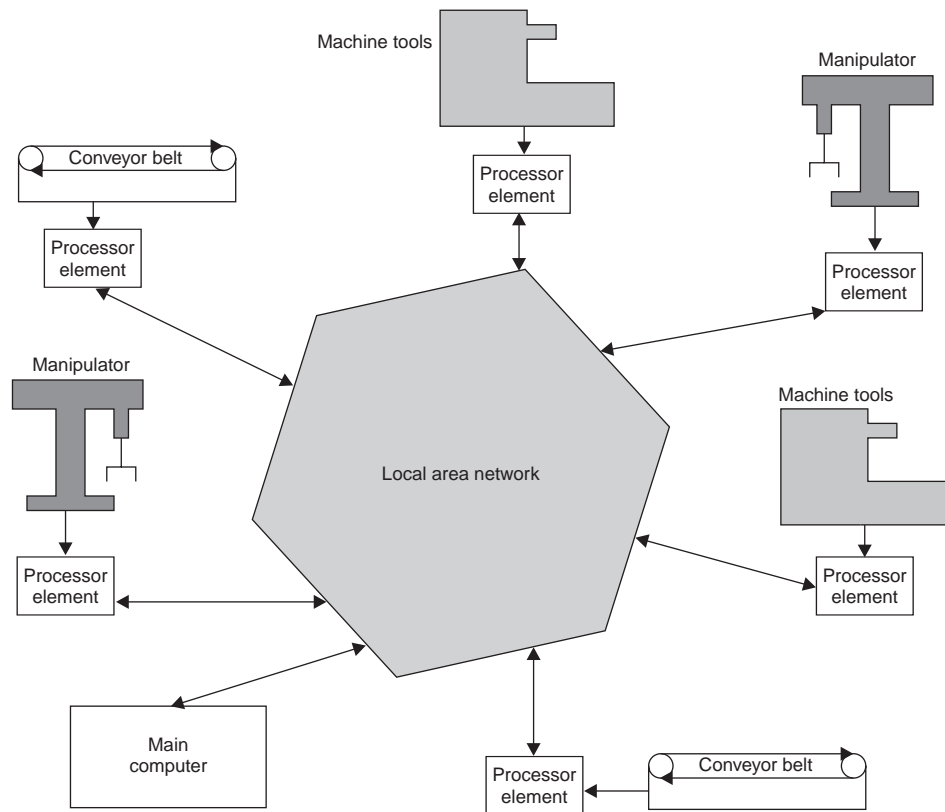 Machine tools
Manipulator
Conveyor belt
Processor
element
Processor
element
Processor
element
Manipulator
Machine tools
Local area network
Processor
element
Processor
element
Main
computer
Processor
element
Conveyor belt